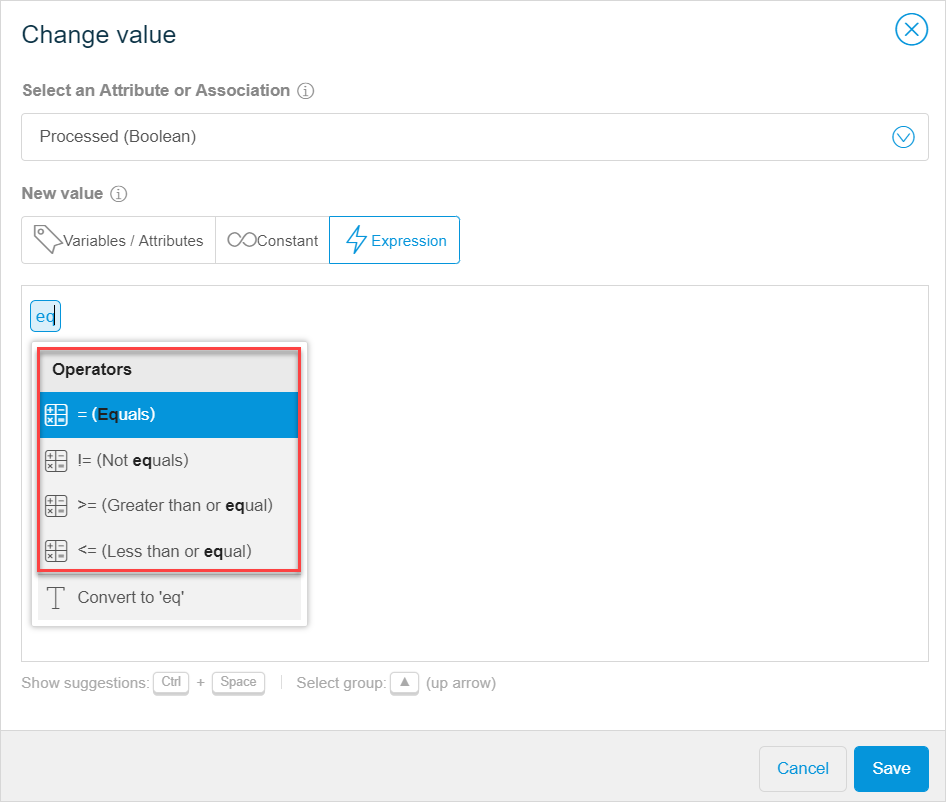 Change value
Select an Attribute or Association
Processed (Boolean)
New value
Variables / Attributes Constant Expression
eq
Operators
= (Equals)
!= (Not equals)
>= (Greater than or equal)
<= (Less than or equal)
Convert to 'eq'
Show suggestions: Ctrl + Space | Select group: ▲ (up arrow)
Cancel Save